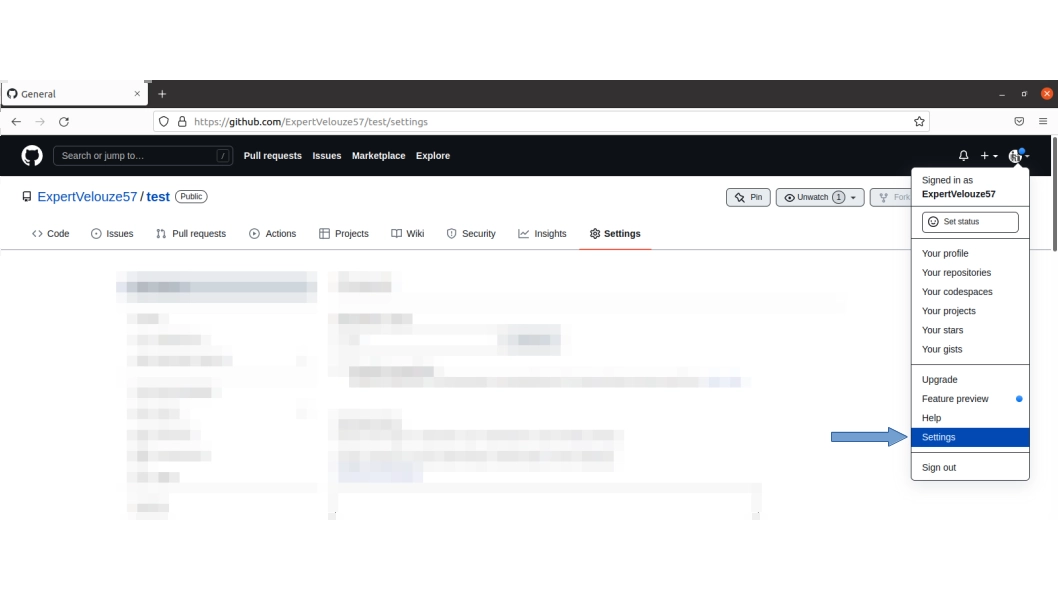 General
https://github.com/ExpertVelouze57/test/settings
Search or jump to… /
Pull requests Issues Marketplace Explore
Signed in as
ExpertVelouze57
ExpertVelouze57 / test Public
Pin Unwatch 1 Fork
Set status
Code Issues Pull requests Actions Projects Wiki Security Insights Settings
Your profile
Your repositories
Your codespaces
Your projects
Your stars
Your gists
Upgrade
Feature preview
Help
Settings
Sign out